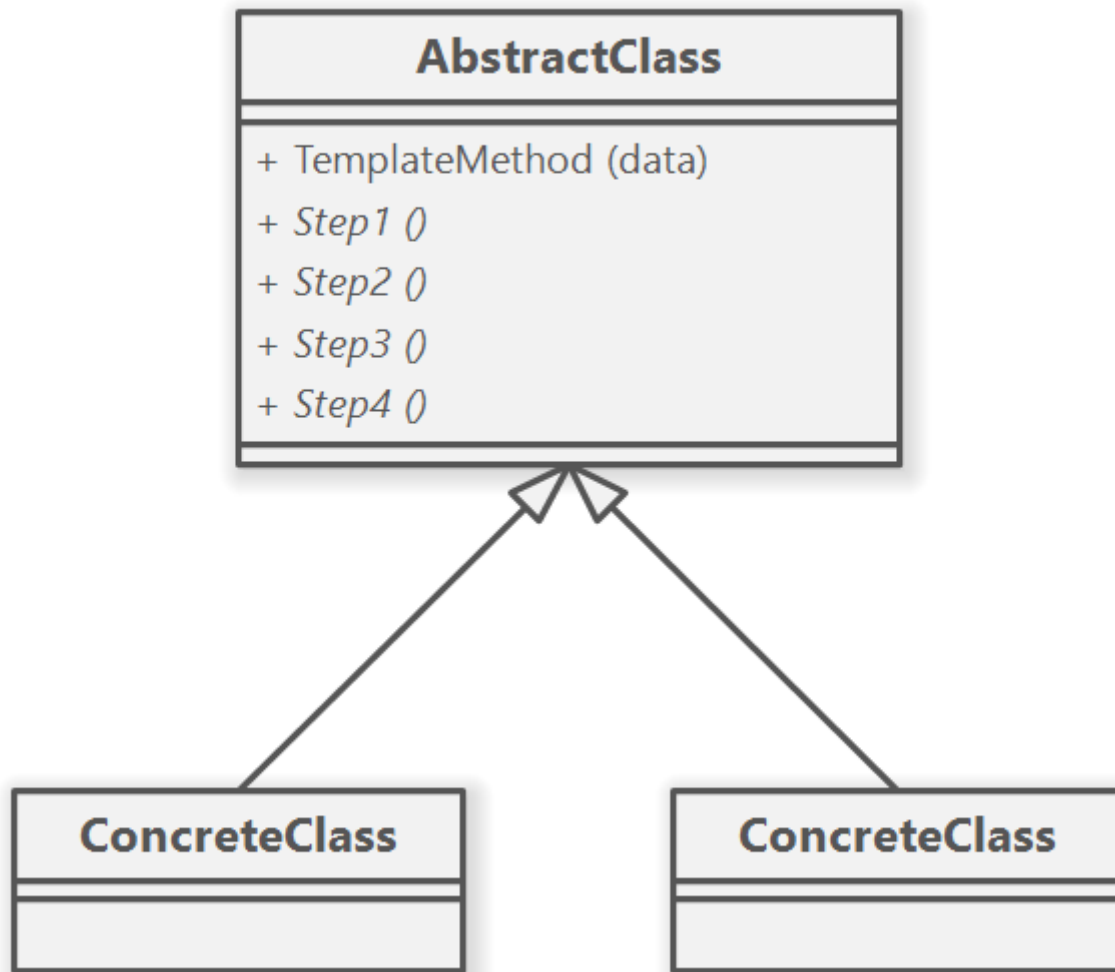 AbstractClass
+ TemplateMethod (data)
+ Step1 ()
+ Step2 ()
+ Step3 ()
+ Step4 ()
ConcreteClass
ConcreteClass